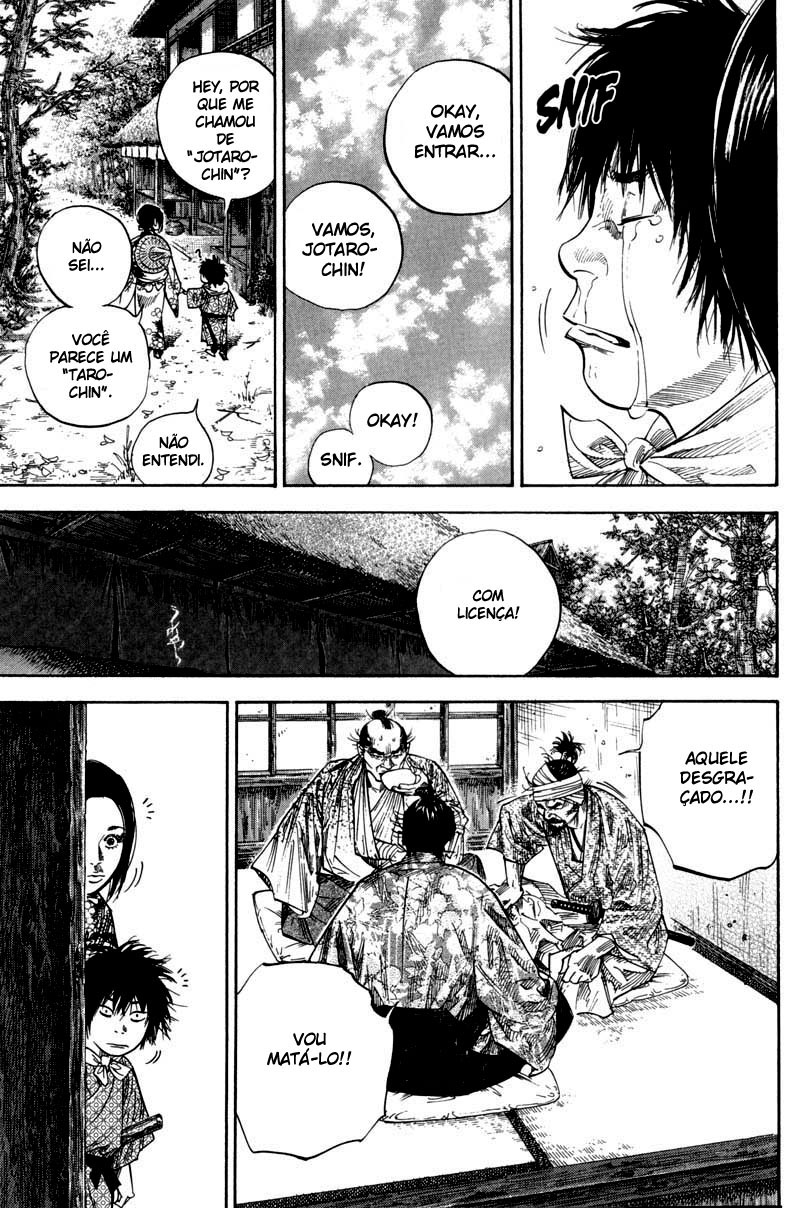 SNIF
OKAY,
VAMOS
ENTRAR...
VAMOS,
JOTARO-
CHIN!
OKAY!
SNIF.
HEY, POR
QUE ME
CHAMOU
DE
"JOTARO-
CHIN"?
NÃO
SEI...
VOCÊ
PARECE UM
"TARO-
CHIN".
NÃO
ENTENDI.
COM
LICENÇA!
AQUELE
DESGRA-
ÇADO...!!
VOU
MATÁ-LO!!